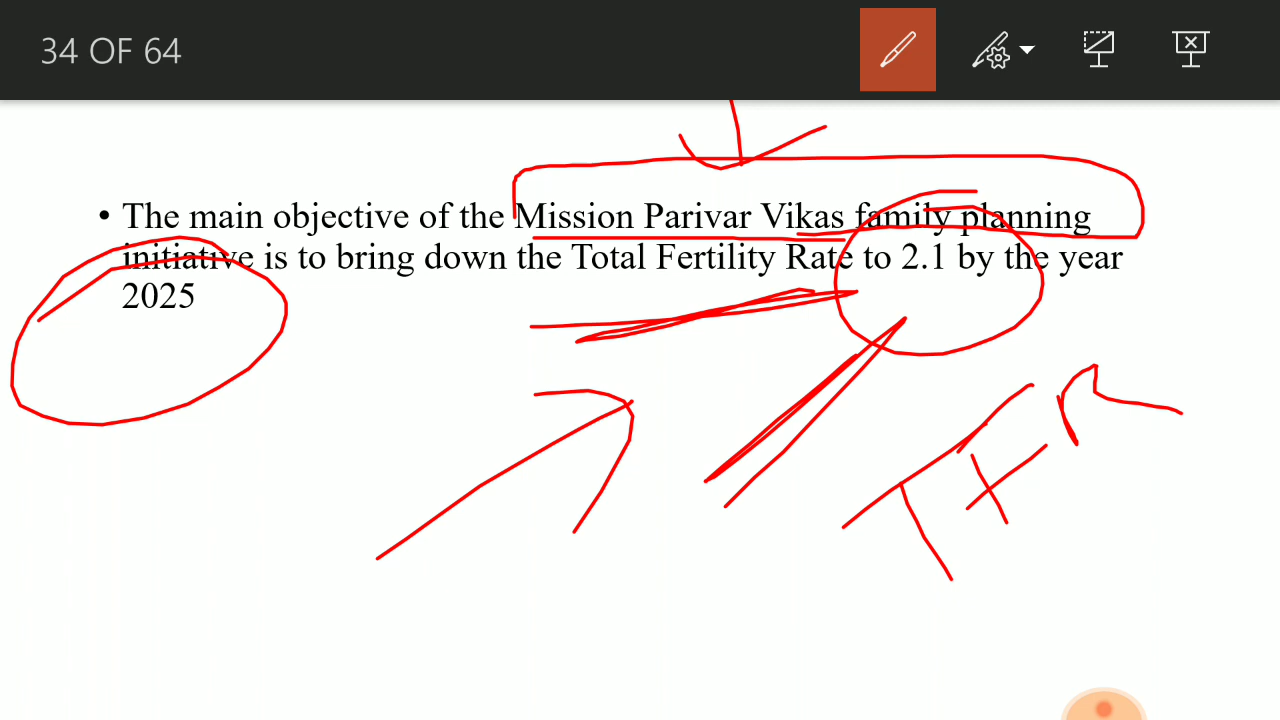 34 OF 64
• The main objective of the Mission Parivar Vikas family planning
initiative is to bring down the Total Fertility Rate to 2.1 by the year
2025
TFR